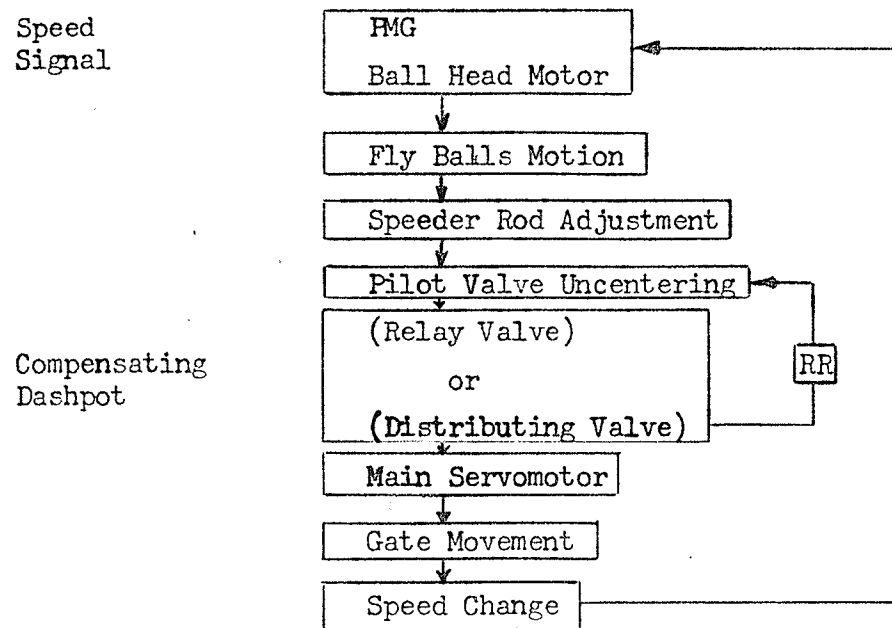 Speed
Signal
PMG
Ball Head Motor
Fly Balls Motion
Speeder Rod Adjustment
Pilot Valve Uncentering
(Relay Valve)
or
(Distributing Valve)
RR
Compensating
Dashpot
Main Servomotor
Gate Movement
Speed Change